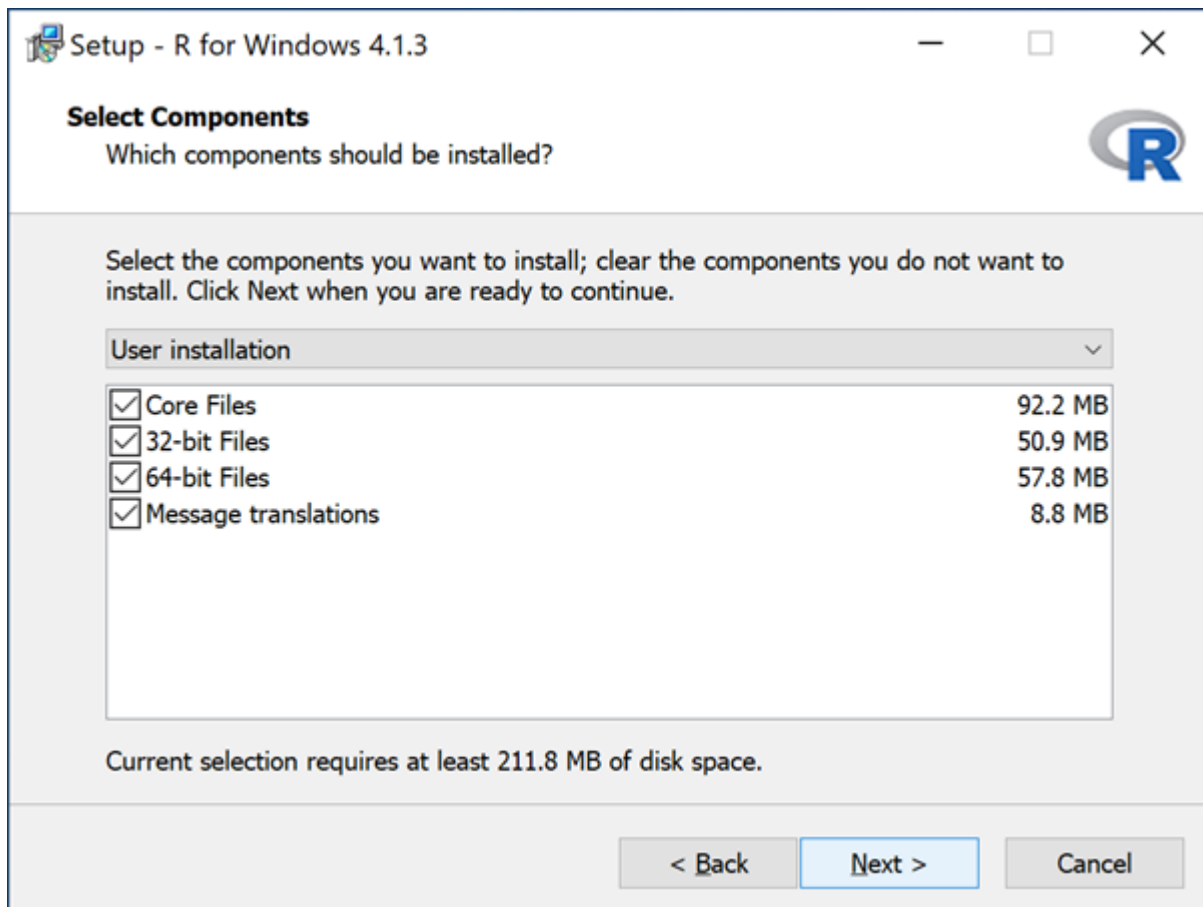 Setup - R for Windows 4.1.3
Select Components
Which components should be installed?
R
Select the components you want to install; clear the components you do not want to
install. Click Next when you are ready to continue.
User installation
Core Files 92.2 MB
32-bit Files 50.9 MB
64-bit Files 57.8 MB
Message translations 8.8 MB
Current selection requires at least 211.8 MB of disk space.
< Back Next > Cancel